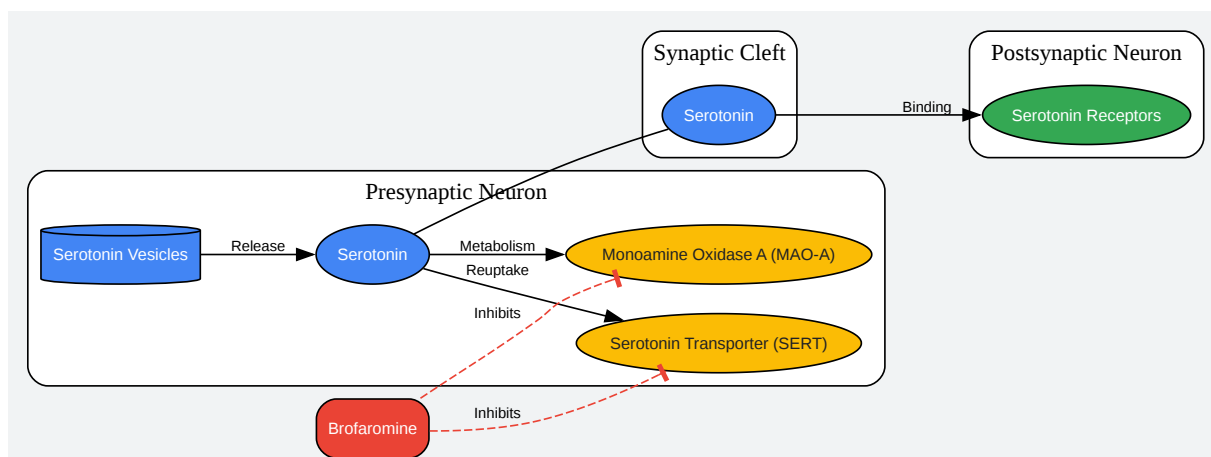 Synaptic Cleft
Postsynaptic Neuron
Serotonin
Binding
Serotonin Receptors
Presynaptic Neuron
Serotonin Vesicles
Release
Serotonin
Metabolism
Monoamine Oxidase A (MAO-A)
Reuptake
Inhibits
Serotonin Transporter (SERT)
Inhibits
Brofaromine